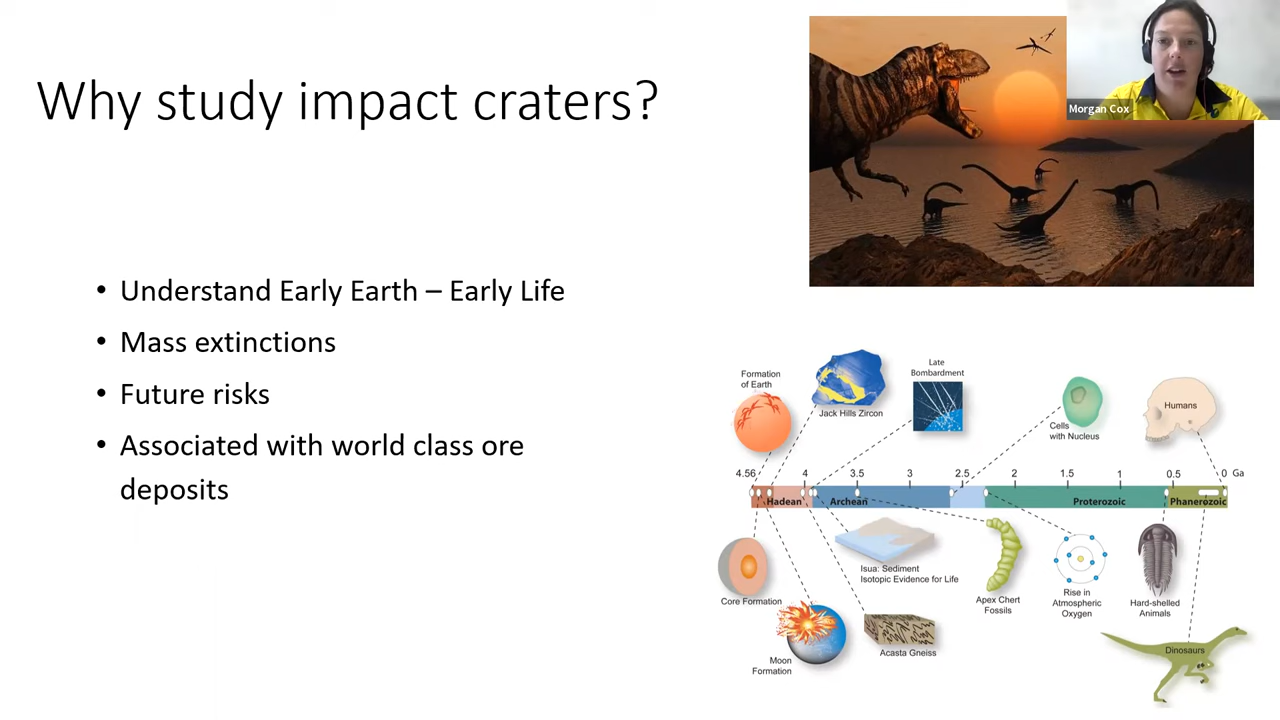 Why study impact craters?
Morgan Cox
• Understand Early Earth – Early Life
• Mass extinctions
• Future risks
• Associated with world class ore
deposits
Formation
of Earth
Jack Hills Zircon
Late
Bombardment
Cells
with Nucleus
Humans
4.56 4 3.5 3 2.5 2 1.5 1 0.5 0 Ga
Hadean Archean Proterozoic Phanerozoic
Core Formation
Moon
Formation
Isua: Sediment
Isotopic Evidence for Life
Acasta Gneiss
Apex Chert
Fossils
Rise in
Atmospheric
Oxygen
Hard-shelled
Animals
Dinosaurs